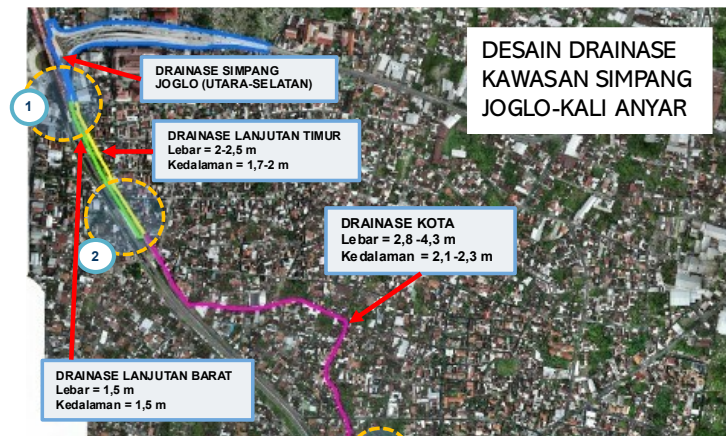 DESAIN DRAINASE
KAWASAN SIMPANG
JOGLO-KALI ANYAR
DRAINASE SIMPANG
JOGLO (UTARA-SELATAN)
1
DRAINASE LANJUTAN TIMUR
Lebar = 2-2,5 m
Kedalaman = 1,7-2 m
DRAINASE KOTA
Lebar = 2,8 -4,3 m
Kedalaman = 2,1-2,3 m
2
DRAINASE LANJUTAN BARAT
Lebar = 1,5 m
Kedalaman = 1,5 m